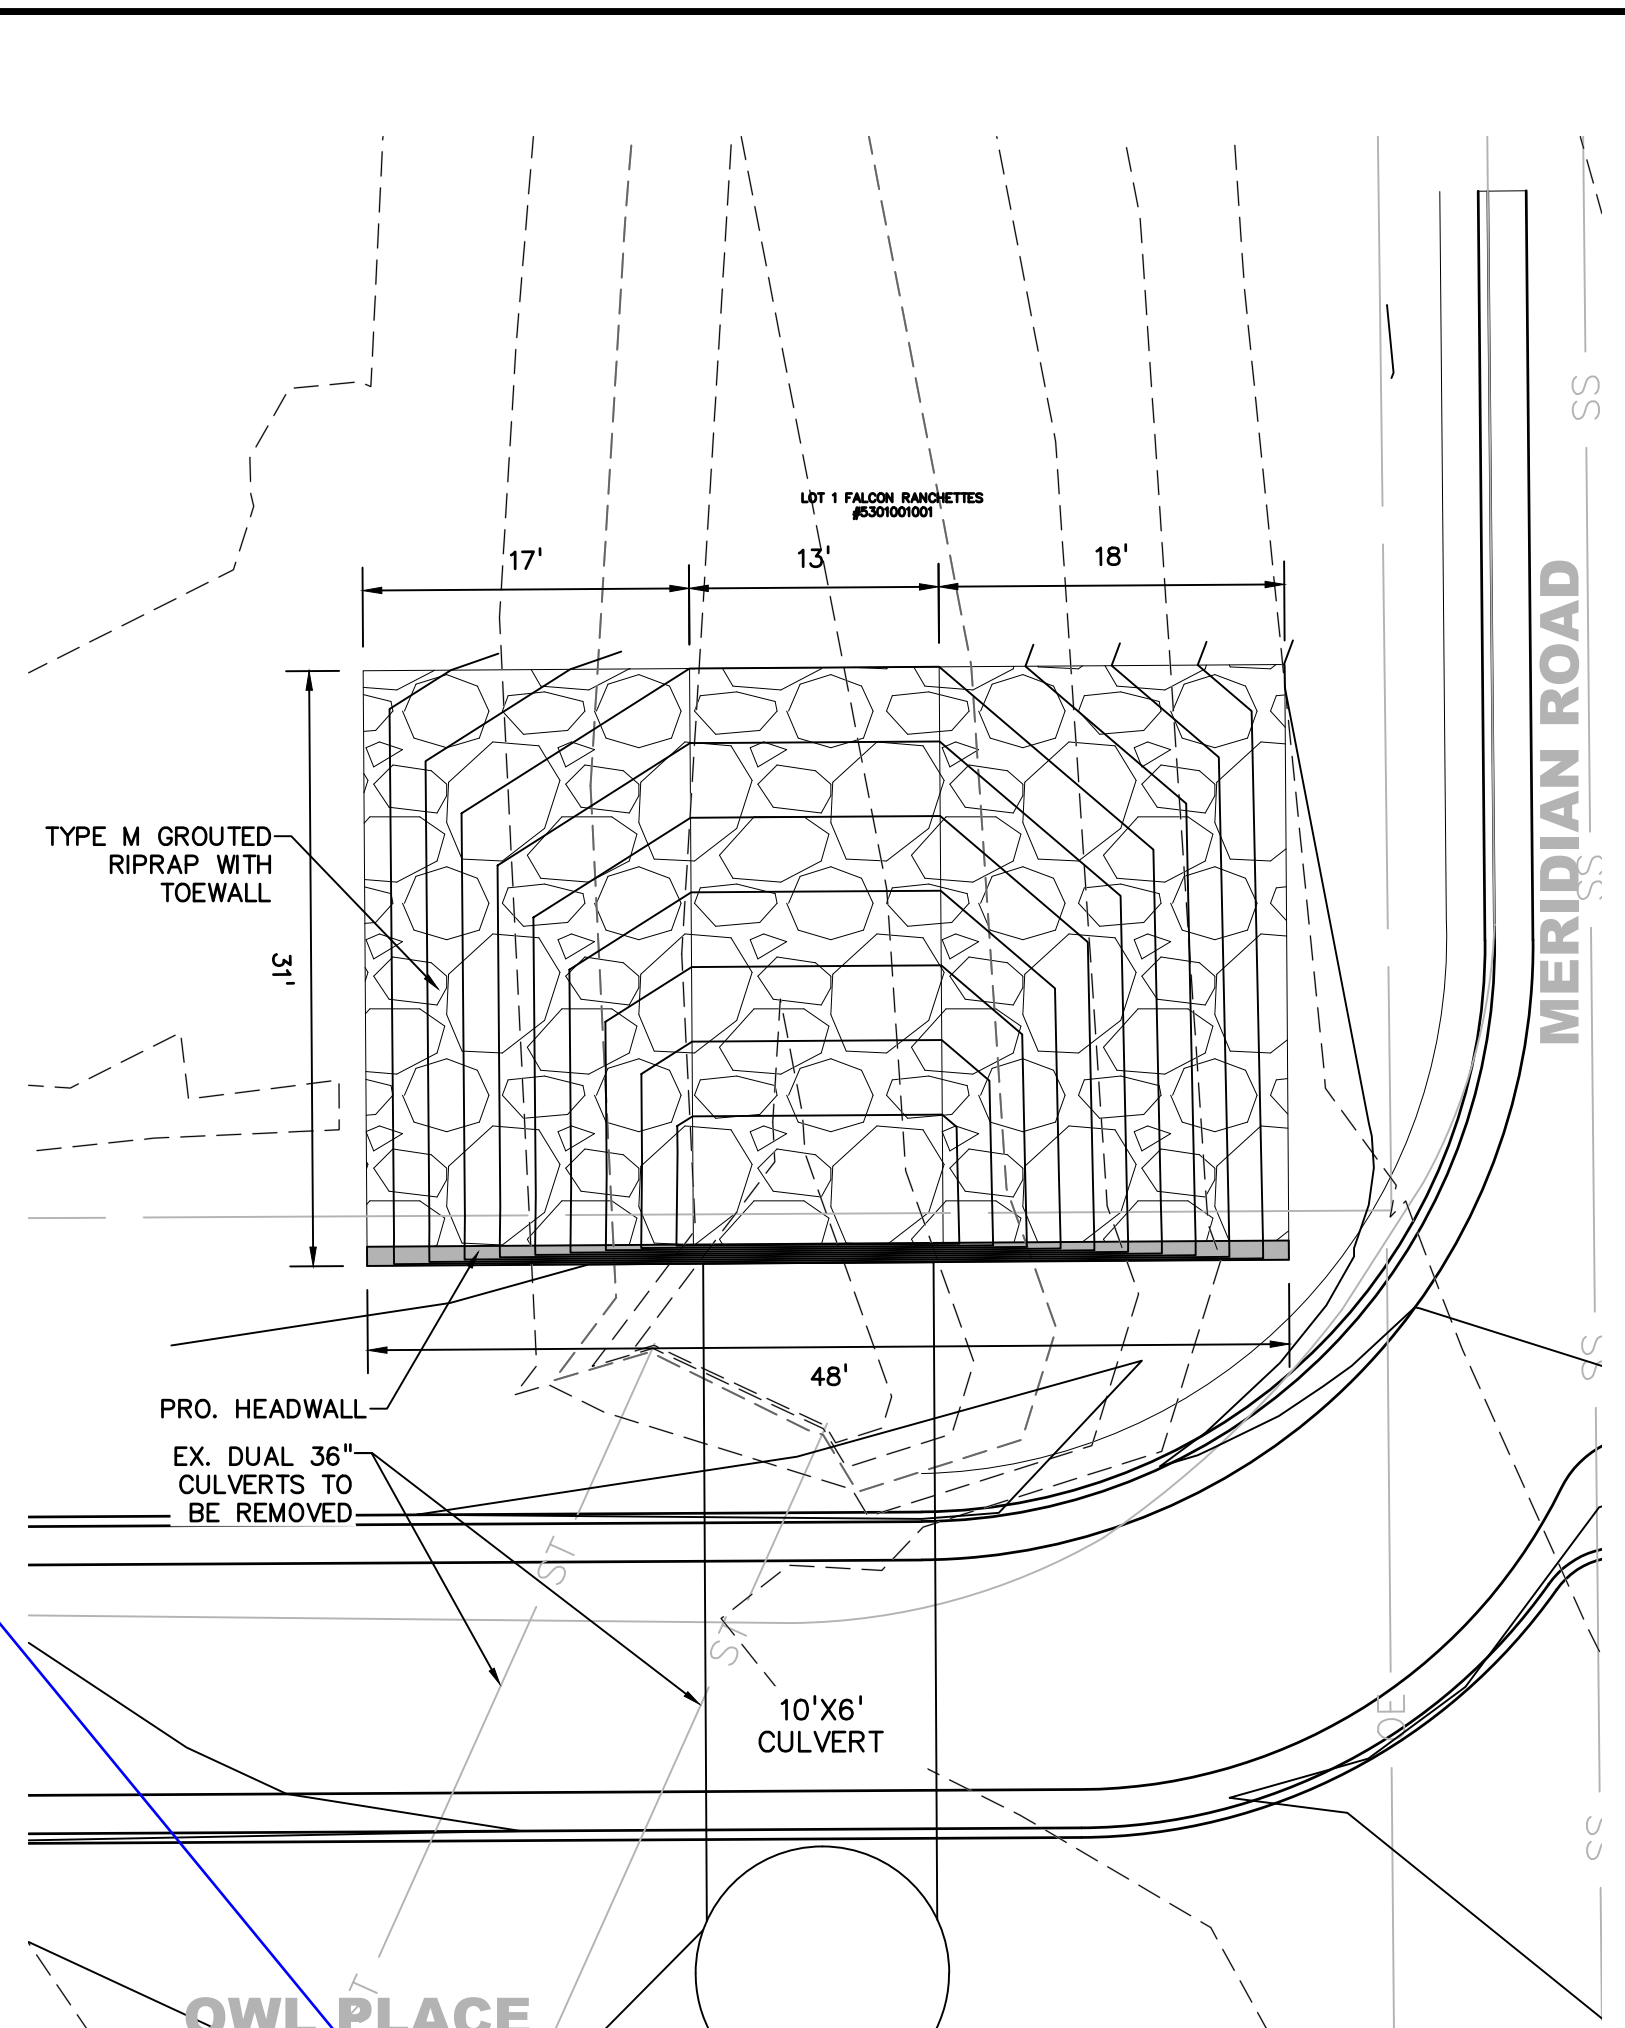 LOT 1 FALCON RANCHETTES
#5301001001
17'
13'
18'
TYPE M GROUTED
RIPRAP WITH
TOEWALL
31'
MERIDIAN ROAD
SS
SS
SS
SS
48'
PRO. HEADWALL
EX. DUAL 36"
CULVERTS TO
BE REMOVED
ST
ST
10'X6'
CULVERT
OE
ST
OWL PLACE